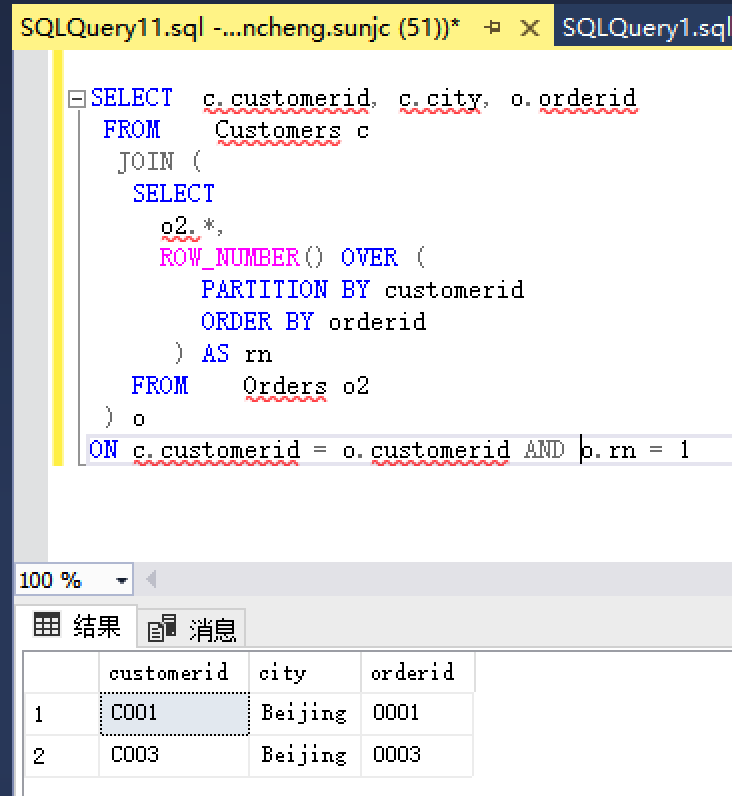 SQLQuery11.sql -...ncheng.sunjc (51))* SQLQuery1.sql
SELECT c.customerid, c.city, o.orderid
FROM Customers c
JOIN (
SELECT
o2.*,
ROW_NUMBER() OVER (
PARTITION BY customerid
ORDER BY orderid
) AS rn
FROM Orders o2
) o
ON c.customerid = o.customerid AND o.rn = 1
100 %
结果 消息
customerid city orderid
1 C001 Beijing O001
2 C003 Beijing O003